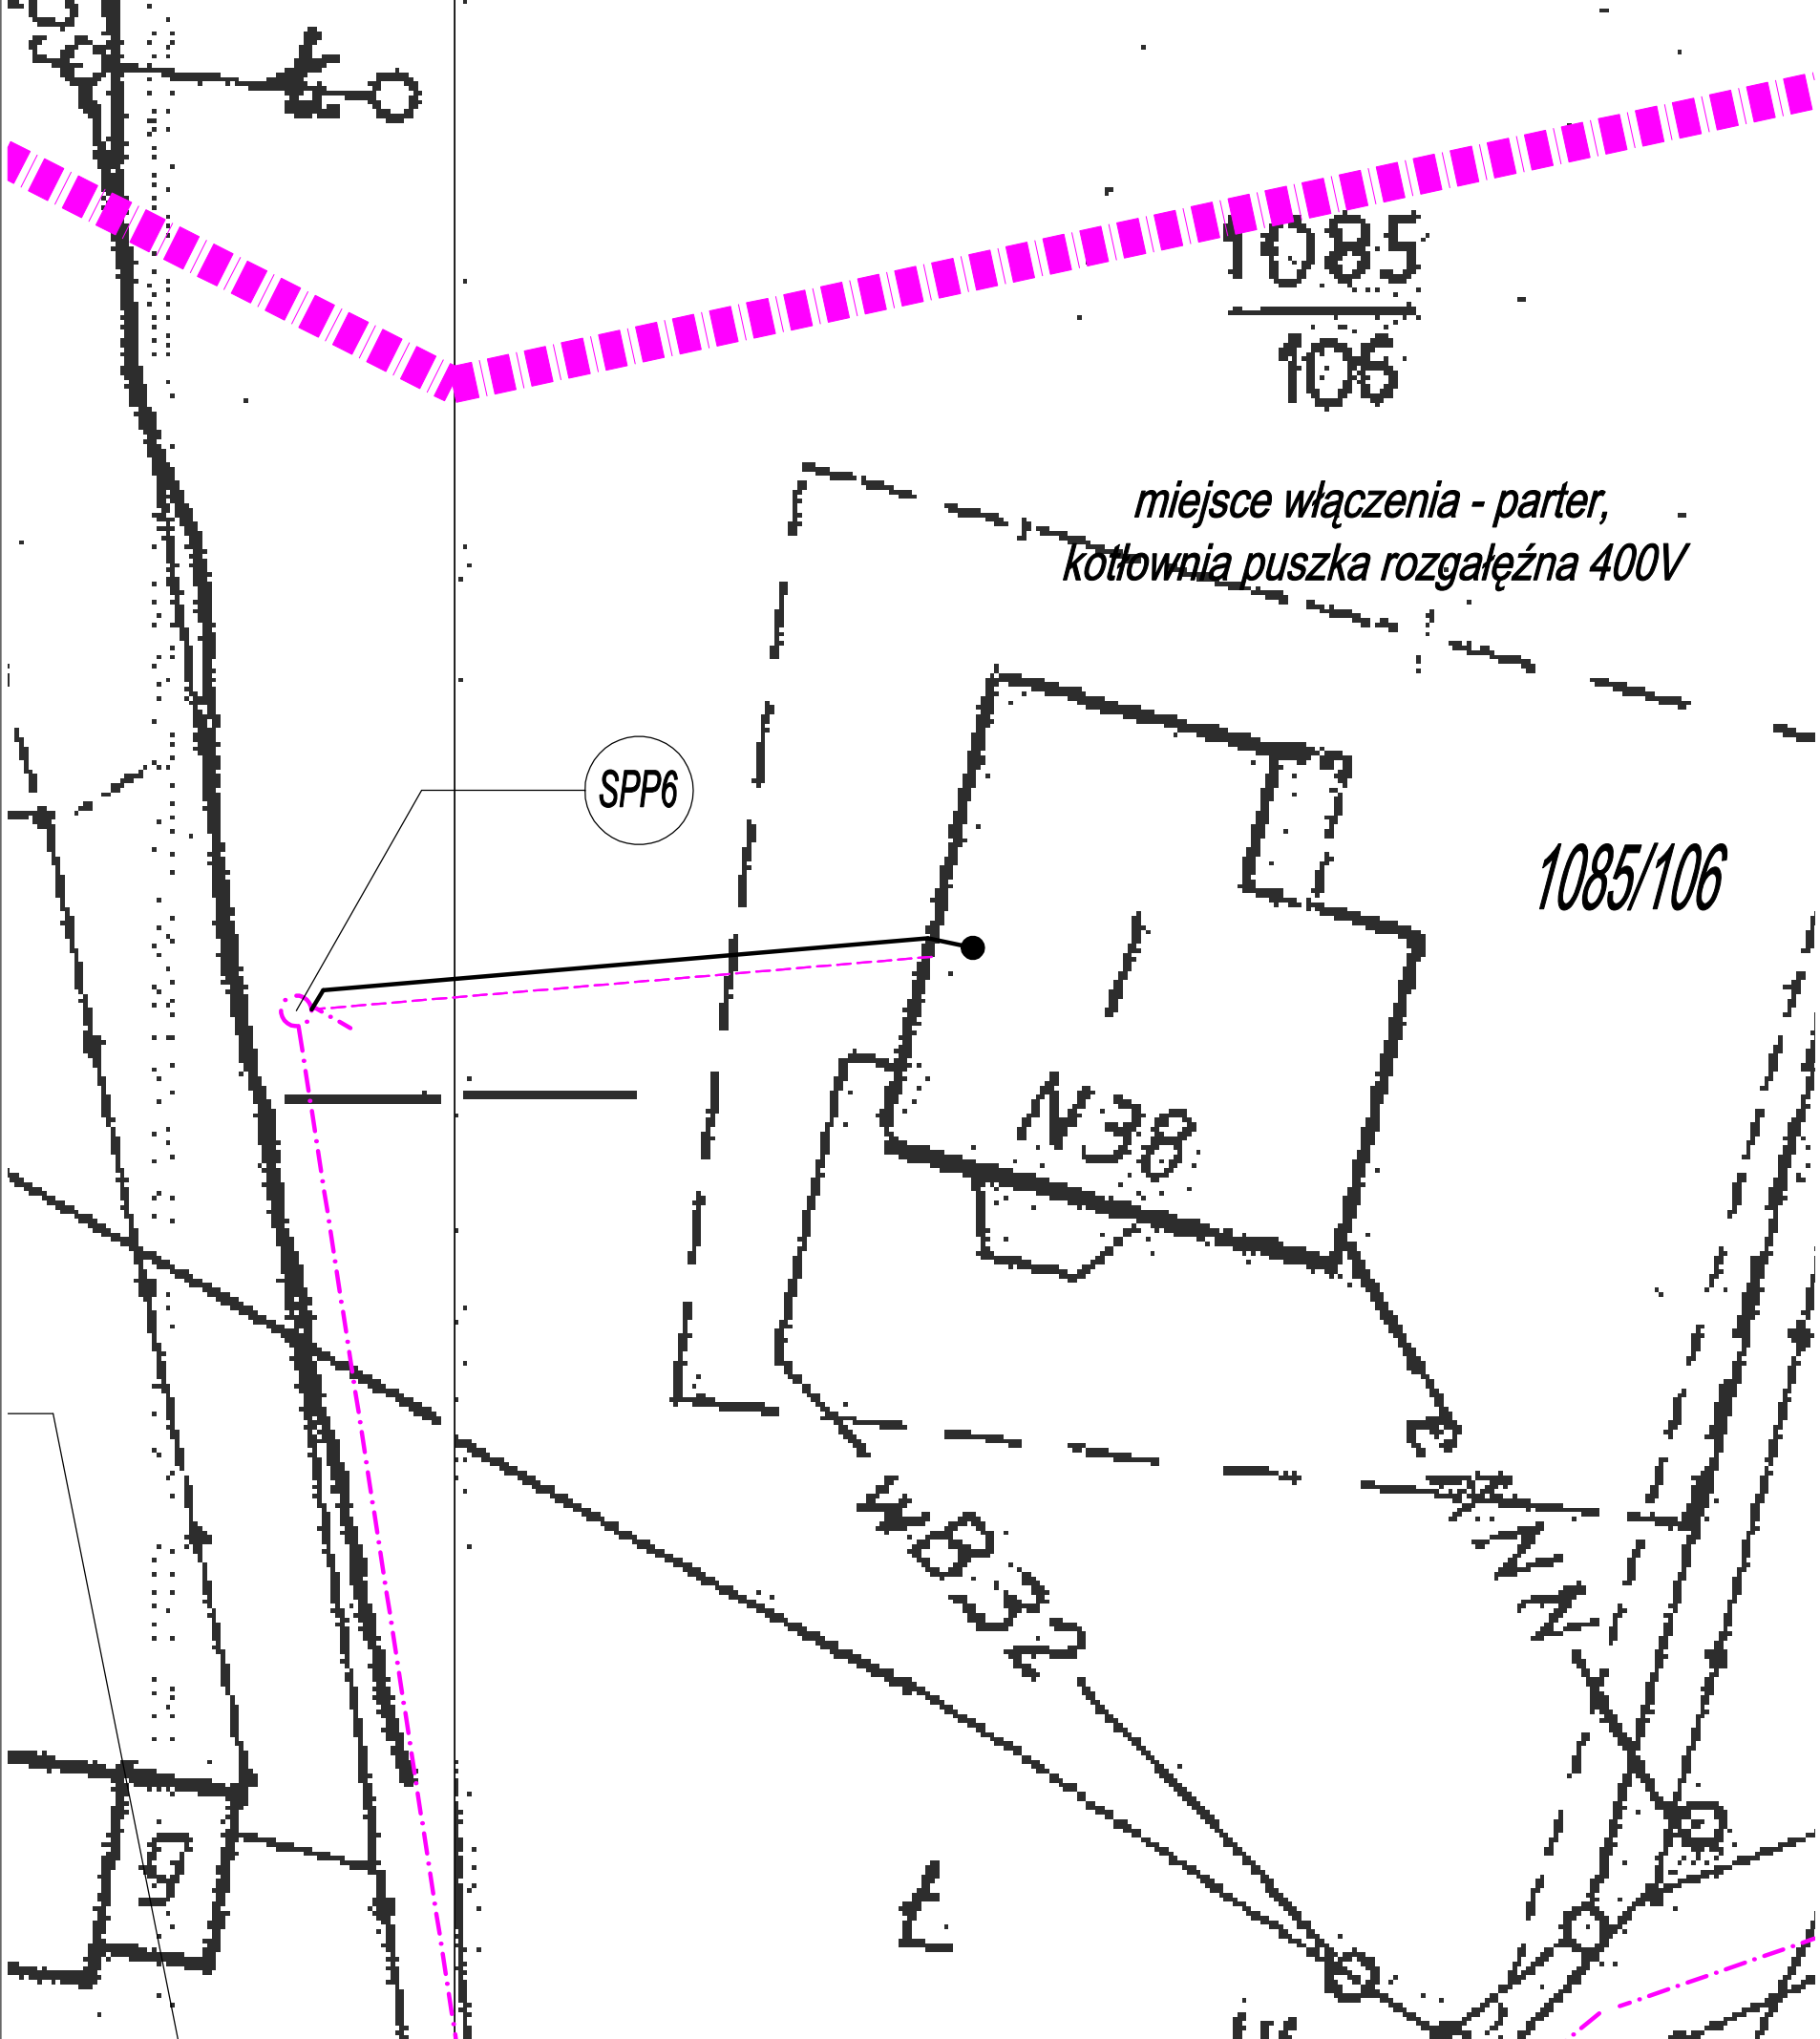 1085
106
miejsce włączenia - parter,
kotłownia puszka rozgałęźna 400V
SPP6
1085/106
N38
wB32